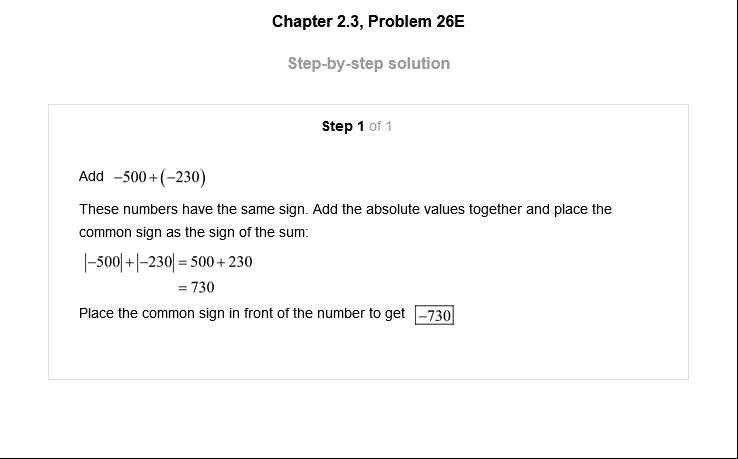 Chapter 2.3, Problem 26E
Step-by-step solution
Step 1 of 1
Add −500+(−230)
These numbers have the same sign. Add the absolute values together and place the
common sign as the sign of the sum:
|−500|+|−230| = 500+230
= 730
Place the common sign in front of the number to get −730